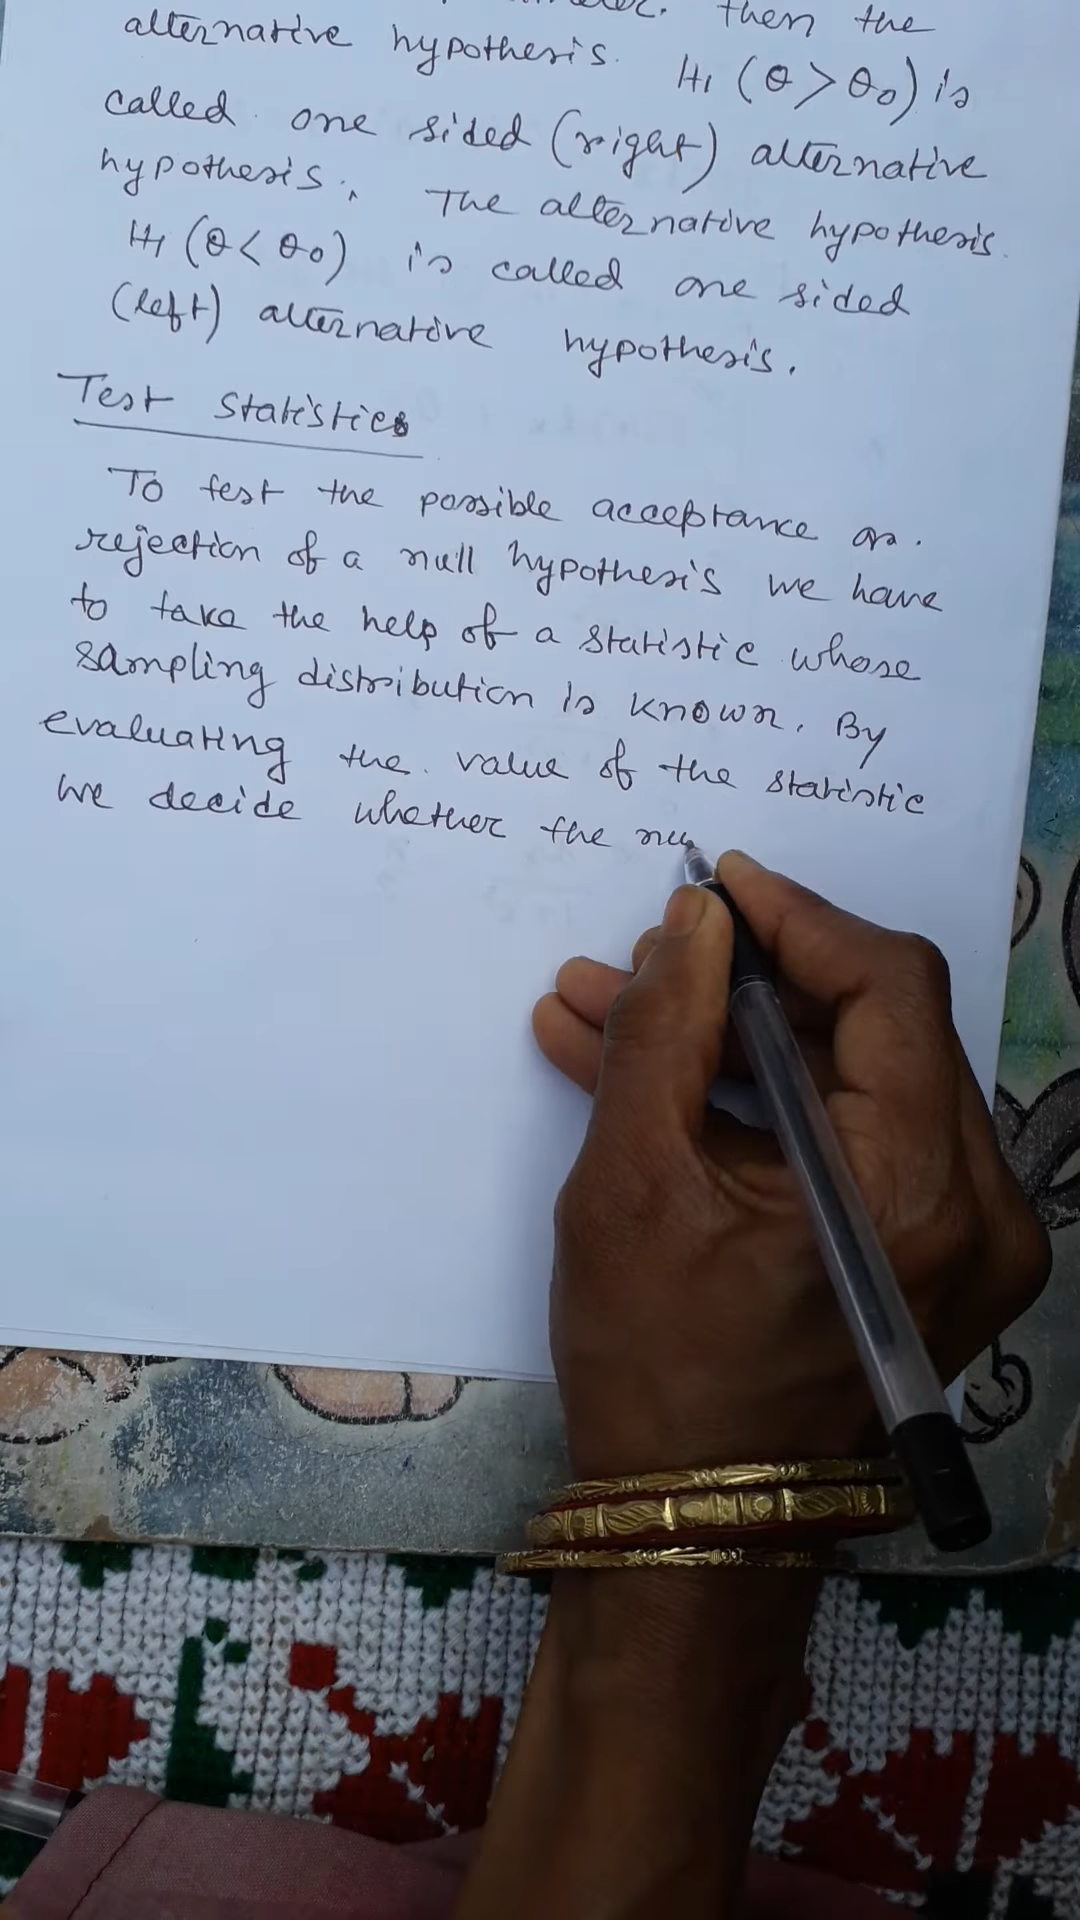 then the
alternative hypothesis. H₁ (θ > θ₀) is
called one sided (right) alternative
hypothesis. The alternative hypothesis.
H₁ (θ < θ₀) is called one sided
(left) alternative hypothesis.
Test Statistics
To test the possible acceptance or
rejection of a null hypothesis we have
to take the help of a statistic whose
sampling distribution is known. By
evaluating the value of the statistic
we decide whether the nu